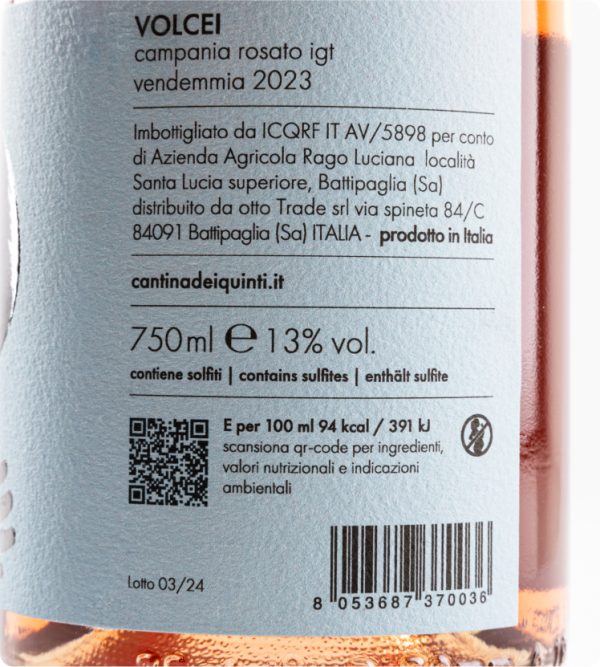 VOLCEI
campania rosato igt
vendemmia 2023
Imbottigliato da ICQRF IT AV/5898 per conto
di Azienda Agricola Rago Luciana località
Santa Lucia superiore, Battipaglia (Sa)
distribuito da otto Trade srl via spineta 84/C
84091 Battipaglia (Sa) ITALIA - prodotto in Italia
cantinadeiquinti.it
750ml ℮ 13% vol.
contiene solfiti | contains sulfites | enthält sulfite
E per 100 ml 94 kcal / 391 kJ
scansiona qr-code per ingredienti,
valori nutrizionali e indicazioni
ambientali
Lotto 03/24
8 053687 370036